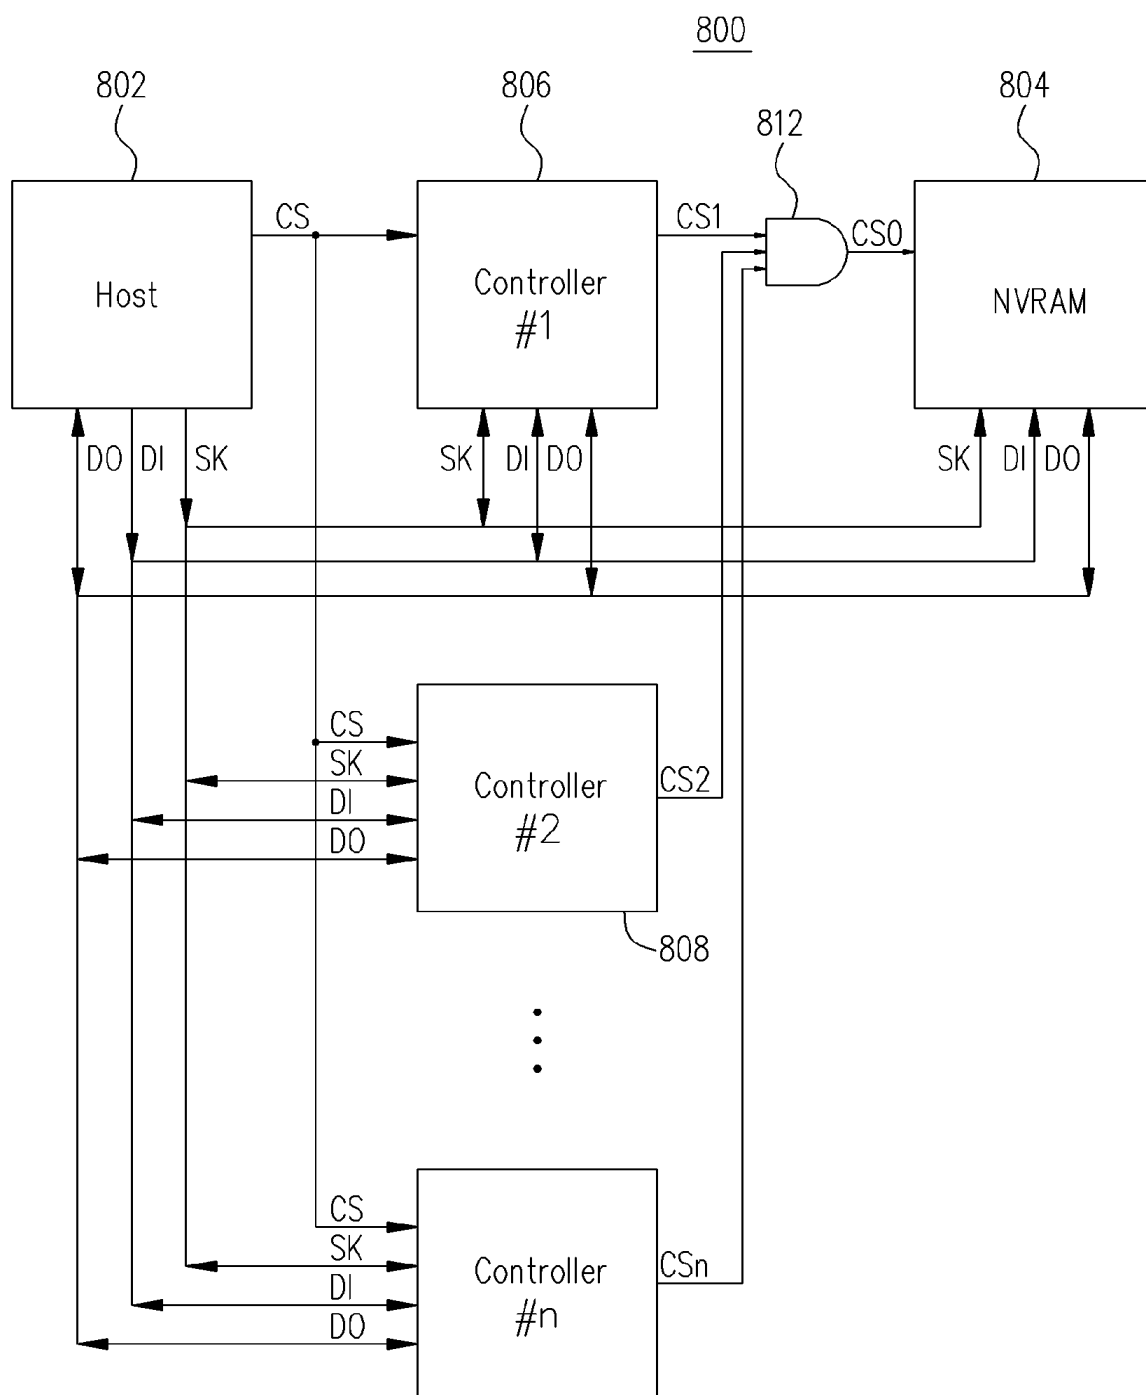 800
802
806
804
812
CS
CS1
CS0
Host
Controller
#1
NVRAM
DO
DI
SK
SK
DI
DO
SK
DI
DO
CS
SK
DI
DO
Controller
#2
CS2
808
CS
SK
DI
DO
Controller
#n
CSn